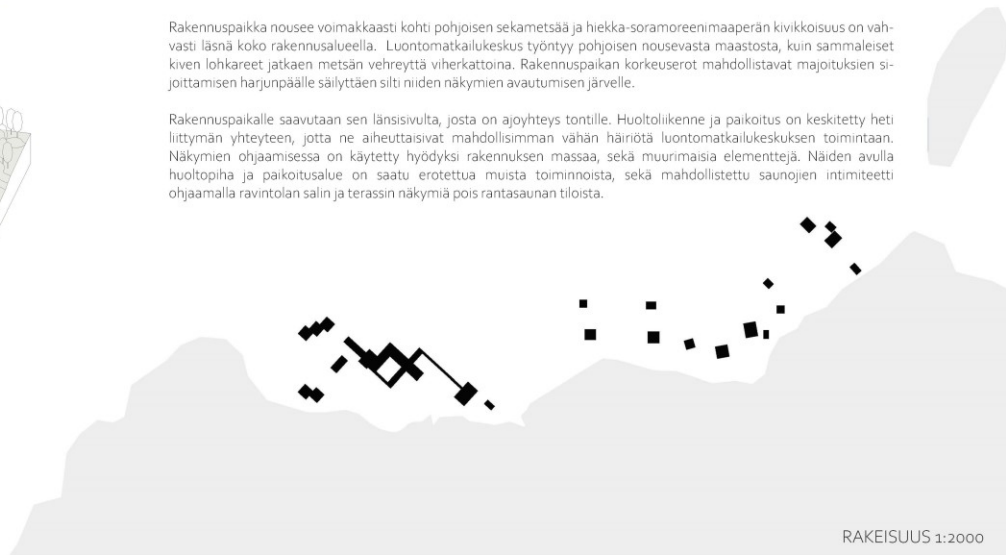 Rakennuspaikka nousee voimakkaasti kohti pohjoisen sekametsää ja hiekka-soramoreenimaaperän kivikkoisuus on vah-
vasti läsnä koko rakennusalueella. Luontomatkailukeskus työntyy pohjoisen nousevasta maastosta, kuin sammaleiset
kiven lohkareet jatkaen metsän vehreyttä viherkattoina. Rakennuspaikan korkeuserot mahdollistavat majoituksien si-
joittamisen harjunpäälle säilyttäen silti niiden näkymien avautumisen järvelle.
Rakennuspaikalle saavutaan sen länsisivulta, josta on ajoyhteys tontille. Huoltoliikenne ja paikoitus on keskitetty heti
liittymän yhteyteen, jotta ne aiheuttaisivat mahdollisimman vähän häiriötä luontomatkailukeskuksen toimintaan.
Näkymien ohjaamisessa on käytetty hyödyksi rakennuksen massaa, sekä muurimaisia elementtejä. Näiden avulla
huoltopiha ja paikoitusalue on saatu erotettua muista toiminnoista, sekä mahdollistettu saunojien intimiteetti
ohjaamalla ravintolan salin ja terassin näkymiä pois rantasaunan tiloista.
RAKEISUUS 1:2000